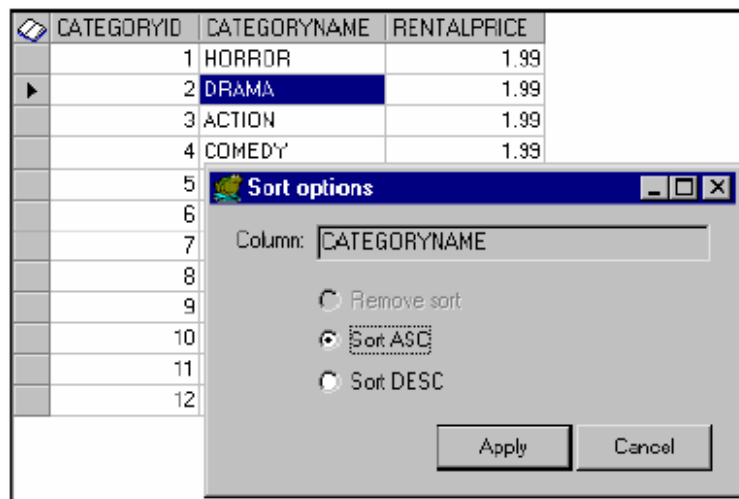 CATEGORYID CATEGORYNAME RENTALPRICE
1 HORROR 1.99
2 DRAMA 1.99
3 ACTION 1.99
4 COMEDY 1.99
5
6
7
8
9
10
11
12
Sort options
Column: CATEGORYNAME
Remove sort
Sort ASC
Sort DESC
Apply Cancel